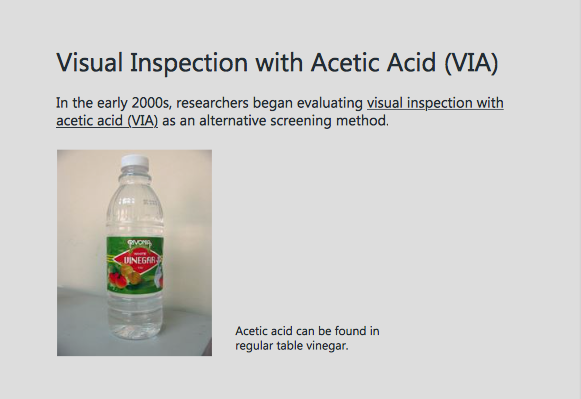 Visual Inspection with Acetic Acid (VIA)
In the early 2000s, researchers began evaluating visual inspection with
acetic acid (VIA) as an alternative screening method.
VINEGAR
Acetic acid can be found in
regular table vinegar.